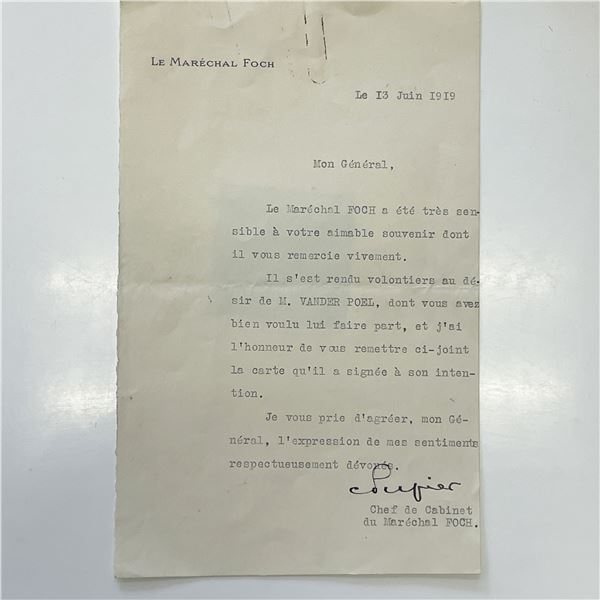 LE MARÉCHAL FOCH
Le 13 Juin 1919
Mon Général,
Le Maréchal FOCH a été très sen-
sible à votre aimable souvenir dont
il vous remercie vivement.
Il s'est rendu volontiers au dé-
sir de M. VANDER POEL, dont vous avez
bien voulu lui faire part, et j'ai
l'honneur de vous remettre ci-joint
la carte qu'il a signée à son inten-
tion.
Je vous prie d'agréer, mon Gé-
néral, l'expression de mes sentiments
respectueusement dévoués.
Chef de Cabinet
du Maréchal FOCH.